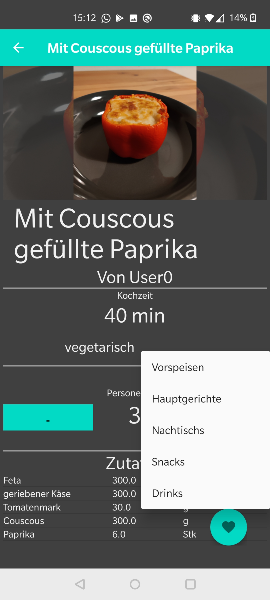 15:12
14%
Mit Couscous gefüllte Paprika
Mit Couscous
gefüllte Paprika
Von User0
Kochzeit
40 min
vegetarisch
Vorspeisen
Hauptgerichte
Nachtischs
Snacks
Drinks
-
3
Feta 300.0
geriebener Käse 300.0
Tomatenmark 30.0 g
Couscous 300.0 g
Paprika 6.0 Stk